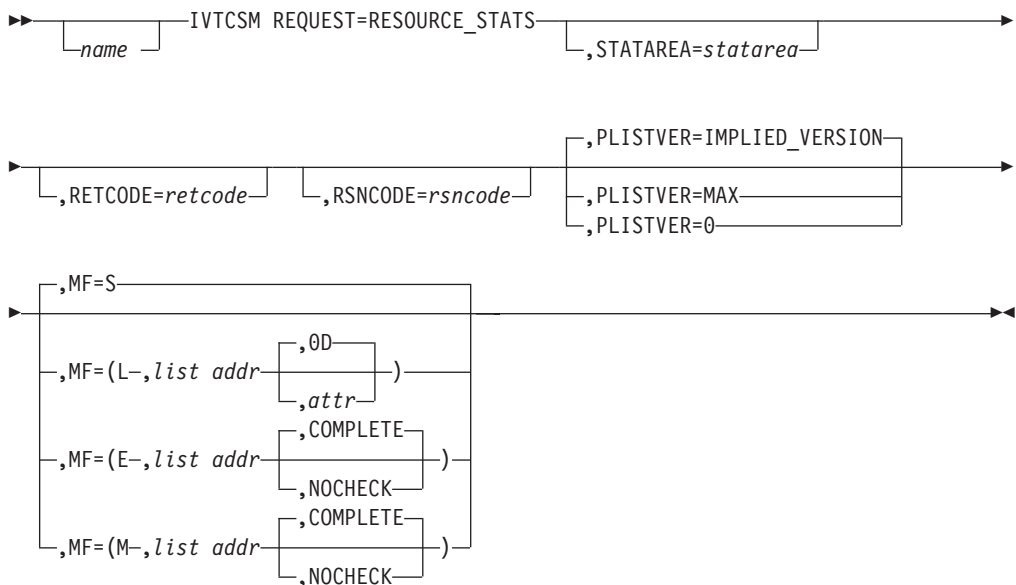 IVTCSM REQUEST=RESOURCE_STATS
name
,STATAREA=statarea
,PLISTVER=IMPLIED_VERSION
,RETCODE=retcode ,RSNCODE=rsncode ,PLISTVER=MAX
,PLISTVER=0
,MF=S
,0D
,MF=(L ,list addr )
,attr
,COMPLETE
,MF=(E ,list addr )
,NOCHECK
,COMPLETE
,MF=(M ,list addr )
,NOCHECK